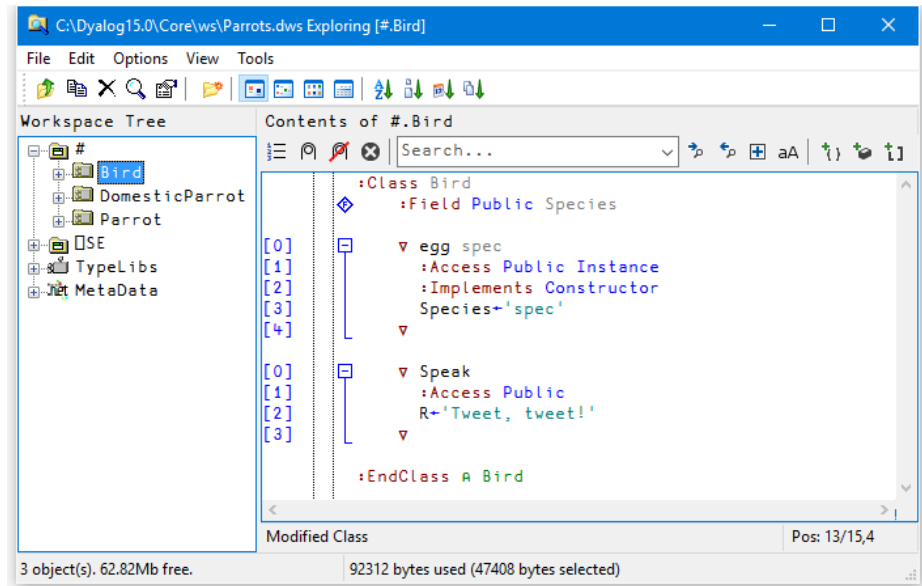 C:\Dyalog15.0\Core\ws\Parrots.dws Exploring [#.Bird]
File Edit Options View Tools
Workspace Tree
#
Bird
DomesticParrot
Parrot
⎕SE
TypeLibs
.Net MetaData
Contents of #.Bird
Search...
aA
:Class Bird
:Field Public Species
[0] ∇ egg spec
[1] :Access Public Instance
[2] :Implements Constructor
[3] Species←'spec'
[4] ∇
[0] ∇ Speak
[1] :Access Public
[2] R←'Tweet, tweet!'
[3] ∇
:EndClass ⍝ Bird
Modified Class Pos: 13/15,4
3 object(s). 62.82Mb free. 92312 bytes used (47408 bytes selected)